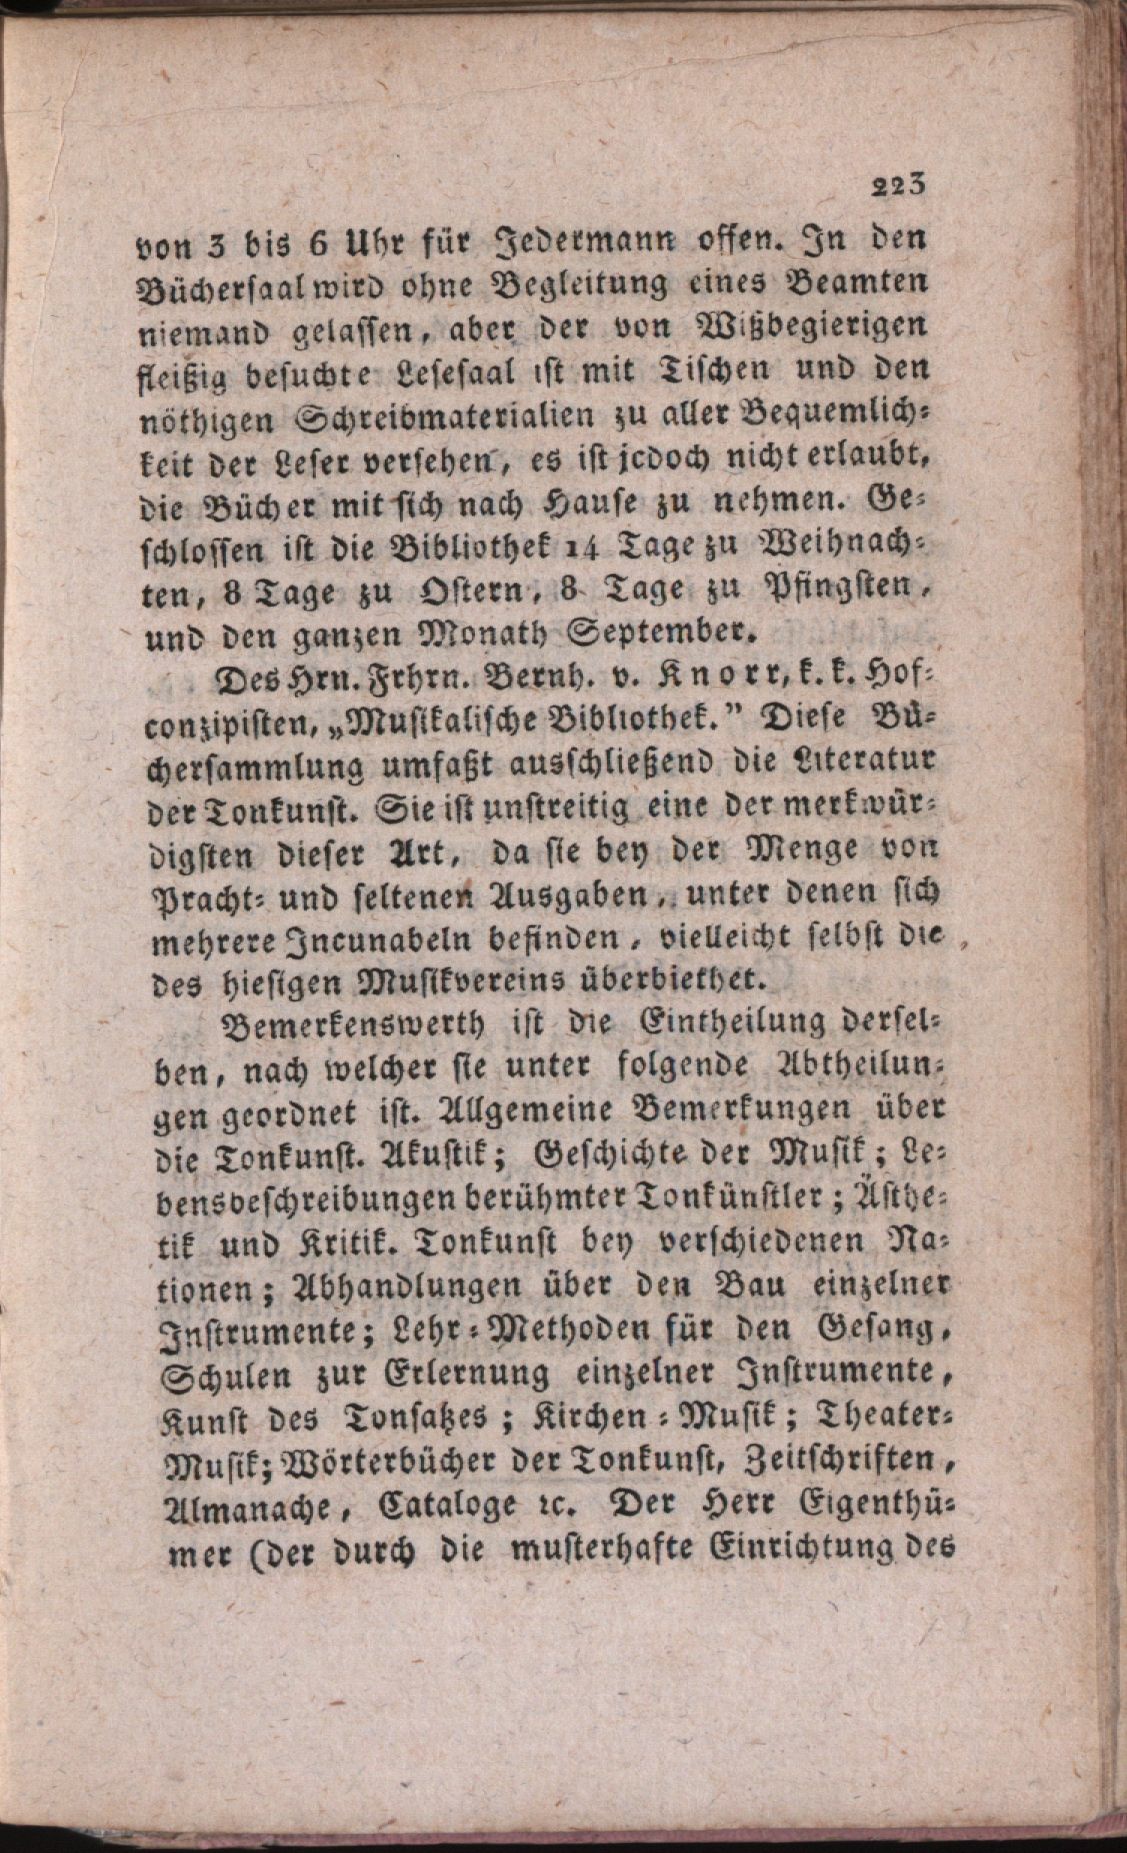 223
von 3 bis 6 Uhr für Jedermann offen. In den
Büchersaal wird ohne Begleitung eines Beamten
niemand gelassen, aber der von Wißbegierigen
fleißig besuchte Lesesaal ist mit Tischen und den
nöthigen Schreibmaterialien zu aller Bequemlich-
keit der Leser versehen, es ist jedoch nicht erlaubt,
die Bücher mit sich nach Hause zu nehmen. Ge-
schlossen ist die Bibliothek 14 Tage zu Weihnach-
ten, 8 Tage zu Ostern, 8 Tage zu Pfingsten,
und den ganzen Monath September.
Des Hrn. Frhrn. Bernh. v. Knorr, k. k. Hof-
conzipisten, „Musikalische Bibliothek.” Diese Bü-
chersammlung umfaßt ausschließend die Literatur
der Tonkunst. Sie ist unstreitig eine der merkwür-
digsten dieser Art, da sie bey der Menge von
Pracht- und seltenen Ausgaben, unter denen sich
mehrere Incunabeln befinden, vielleicht selbst die
des hiesigen Musikvereins überbiethet.
Bemerkenswerth ist die Eintheilung dersel-
ben, nach welcher sie unter folgende Abtheilun-
gen geordnet ist. Allgemeine Bemerkungen über
die Tonkunst. Akustik; Geschichte der Musik; Le-
bensbeschreibungen berühmter Tonkünstler; Ästhe-
tik und Kritik. Tonkunst bey verschiedenen Na-
tionen; Abhandlungen über den Bau einzelner
Instrumente; Lehr-Methoden für den Gesang,
Schulen zur Erlernung einzelner Instrumente,
Kunst des Tonsatzes; Kirchen-Musik; Theater-
Musik; Wörterbücher der Tonkunst, Zeitschriften,
Almanache, Cataloge ꝛc. Der Herr Eigenthü-
mer (der durch die musterhafte Einrichtung des